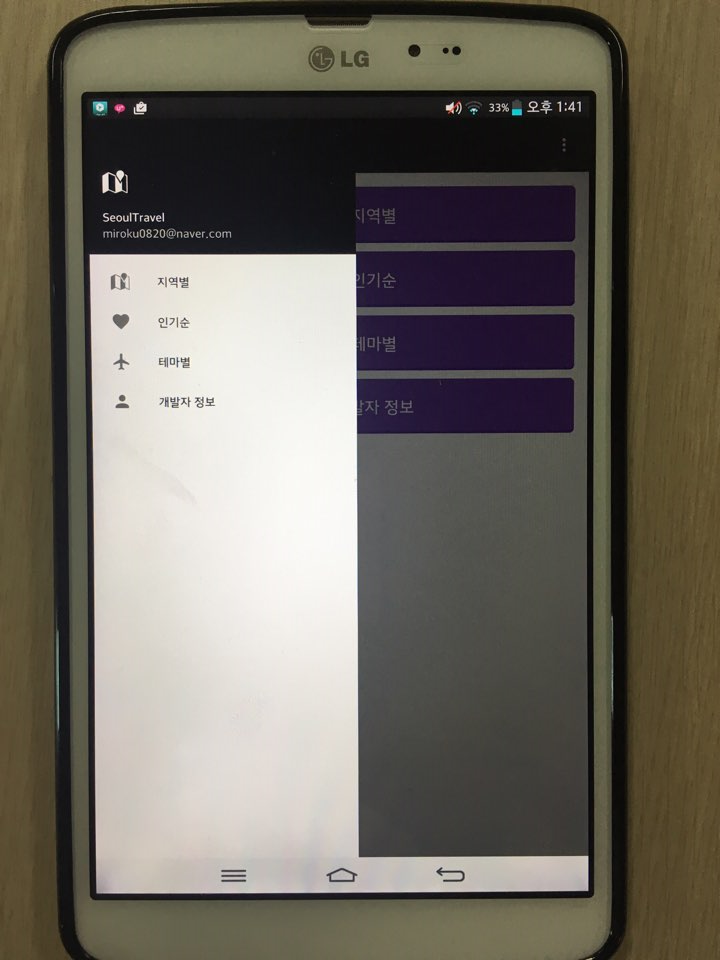 LG
33% 오후 1:41
SeoulTravel
miroku0820@naver.com
지역별
인기순
테마별
개발자 정보
지역별
인기순
테마별
발자 정보